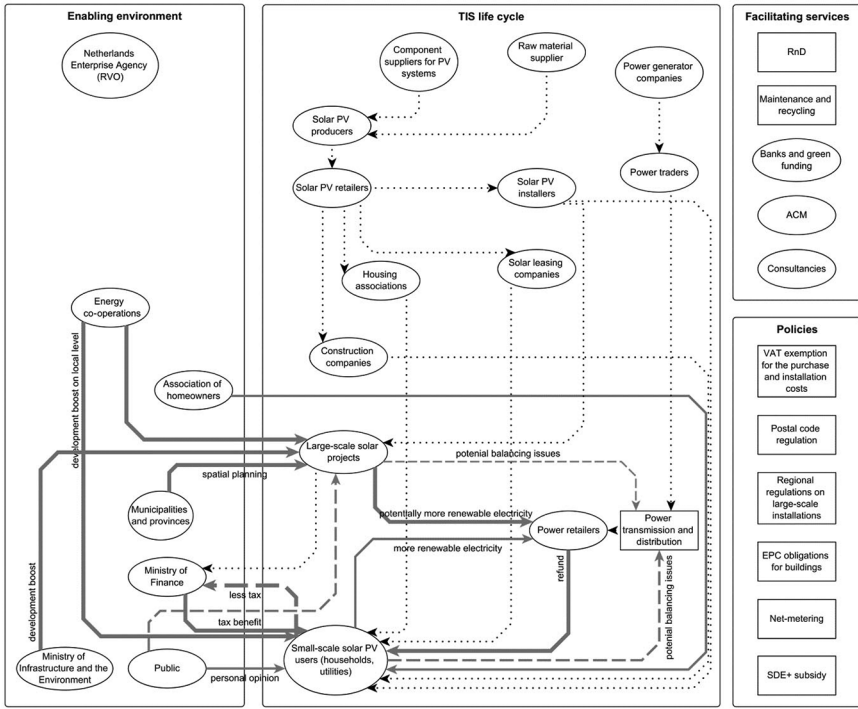 Enabling environment
TIS life cycle
Facilitating services
Netherlands
Enterprise Agency
(RVO)
Component
suppliers for PV
systems
Raw material
supplier
Power generator
companies
RnD
Maintenance and
recycling
Solar PV
producers
Banks and green
funding
Solar PV retailers
Solar PV
installers
Power traders
ACM
Housing
associations
Solar leasing
companies
Consultancies
Energy
co-operations
Policies
development boost on local level
Construction
companies
VAT exemption
for the purchase
and installation
costs
Association of
homeowners
Postal code
regulation
Large-scale solar
projects
potenial balancing issues
spatial planning
Regional
regulations on
large-scale
installations
Municipalities
and provinces
potentially more renewable electricity
Power retailers
Power
transmission and
distribution
more renewable electricity
EPC obligations
for buildings
Ministry of
Finance
less tax
refund
potenial balancing issues
development boost
tax benefit
Net-metering
Ministry of
Infrastructure and the
Environment
Public
personal opinion
Small-scale solar PV
users (households,
utilities)
SDE+ subsidy